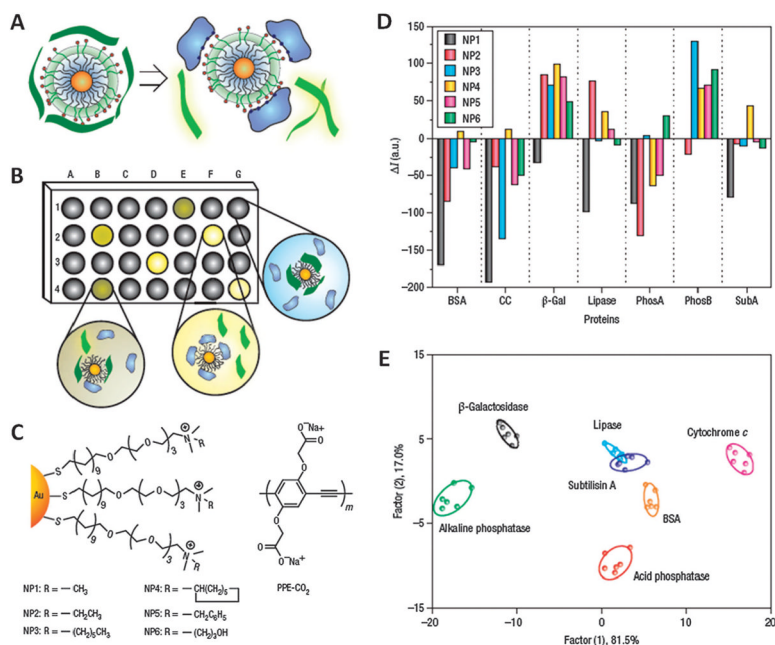 A
B
A B C D E F G
1
2
3
4
C
Au
S
9
O
O
3
N
⊕
R
S
9
O
O
3
N
⊕
R
S
9
O
O
3
N
⊕
R
O⁻Na⁺
O
O
O
O
O⁻Na⁺
m
NP1: R = — CH₃
NP2: R = — CH₂CH₃
NP3: R = — (CH₂)₅CH₃
NP4: R = — CH(CH₂)₅
NP5: R = — CH₂C₆H₅
NP6: R = — (CH₂)₃OH
PPE-CO₂
D
NP1
NP2
NP3
NP4
NP5
NP6
ΔI (a.u.)
150
100
50
0
−50
−100
−150
−200
BSA CC β-Gal Lipase PhosA PhosB SubA
Proteins
E
Factor (2), 17.0%
15
5
−5
−15
β-Galactosidase
Lipase
Cytochrome c
Subtilisin A
Alkaline phosphatase
BSA
Acid phosphatase
−20 −10 0 10 20
Factor (1), 81.5%